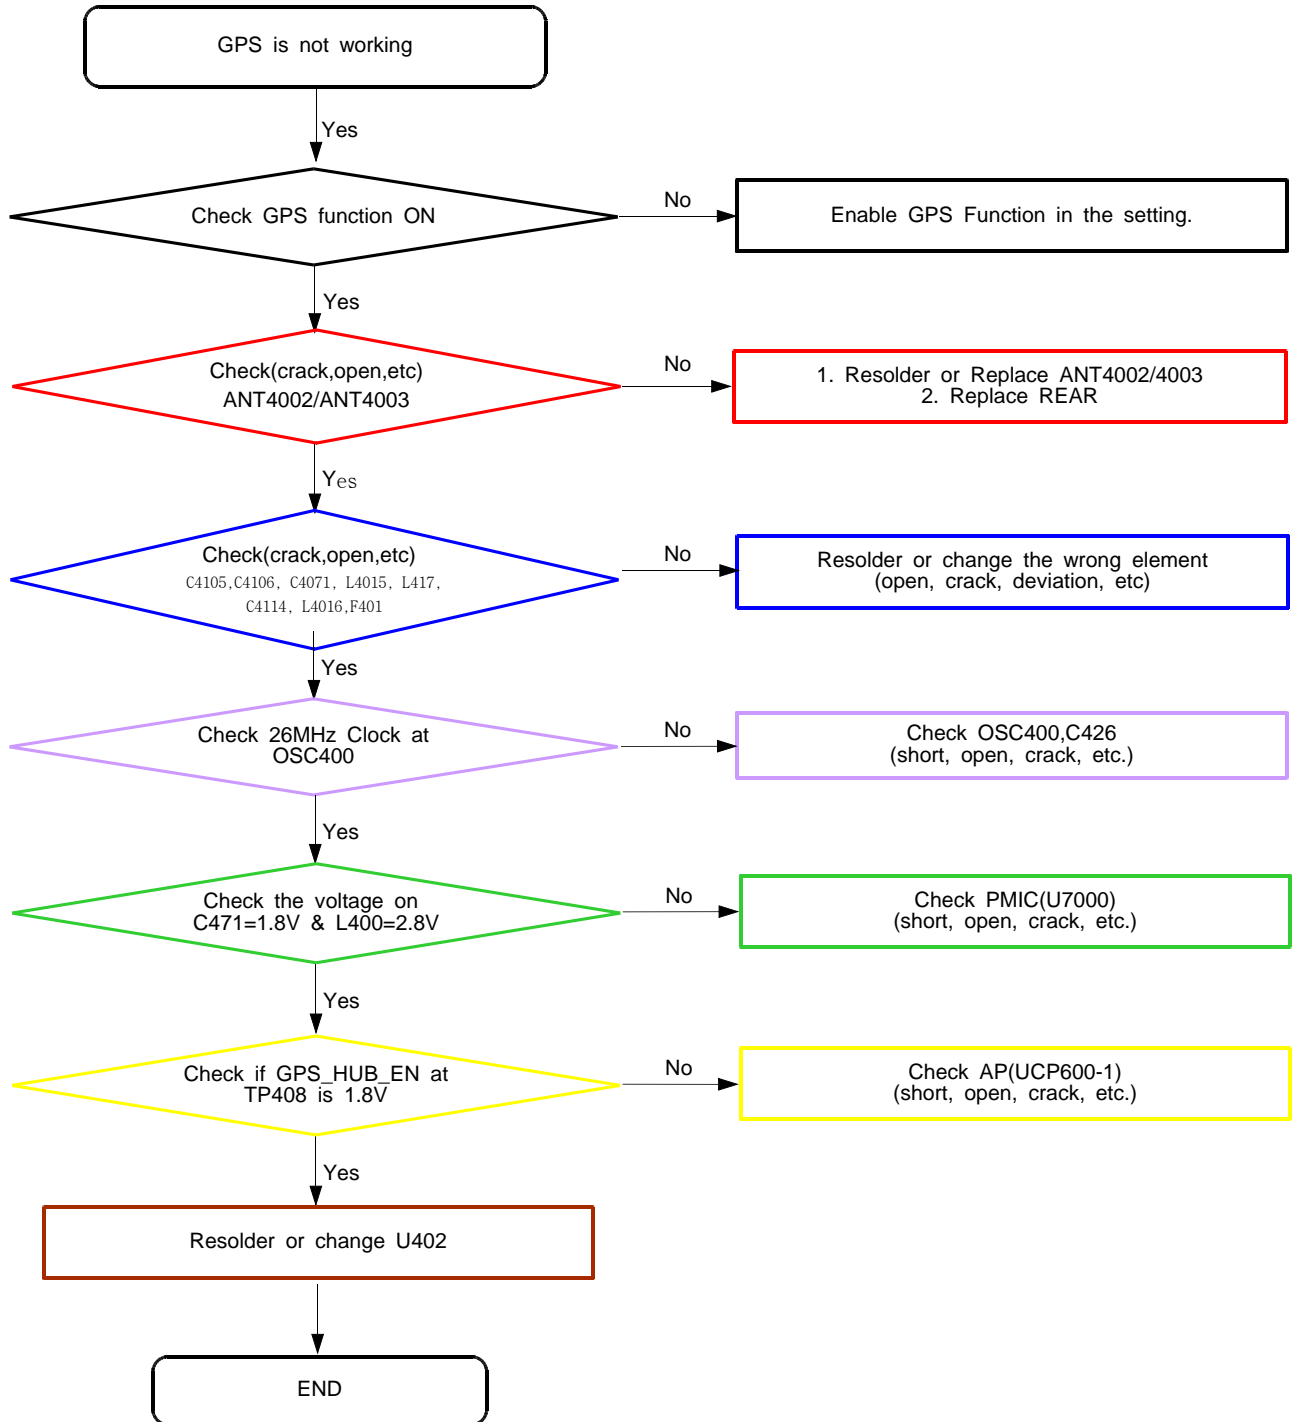 GPS is not working
Yes
Check GPS function ON
No
Enable GPS Function in the setting.
Yes
Check(crack,open,etc)
ANT4002/ANT4003
No
1. Resolder or Replace ANT4002/4003
2. Replace REAR
Yes
Check(crack,open,etc)
C4105,C4106, C4071, L4015, L417,
C4114, L4016,F401
No
Resolder or change the wrong element
(open, crack, deviation, etc)
Yes
Check 26MHz Clock at
OSC400
No
Check OSC400,C426
(short, open, crack, etc.)
Yes
Check the voltage on
C471=1.8V & L400=2.8V
No
Check PMIC(U7000)
(short, open, crack, etc.)
Yes
Check if GPS_HUB_EN at
TP408 is 1.8V
No
Check AP(UCP600-1)
(short, open, crack, etc.)
Yes
Resolder or change U402
END